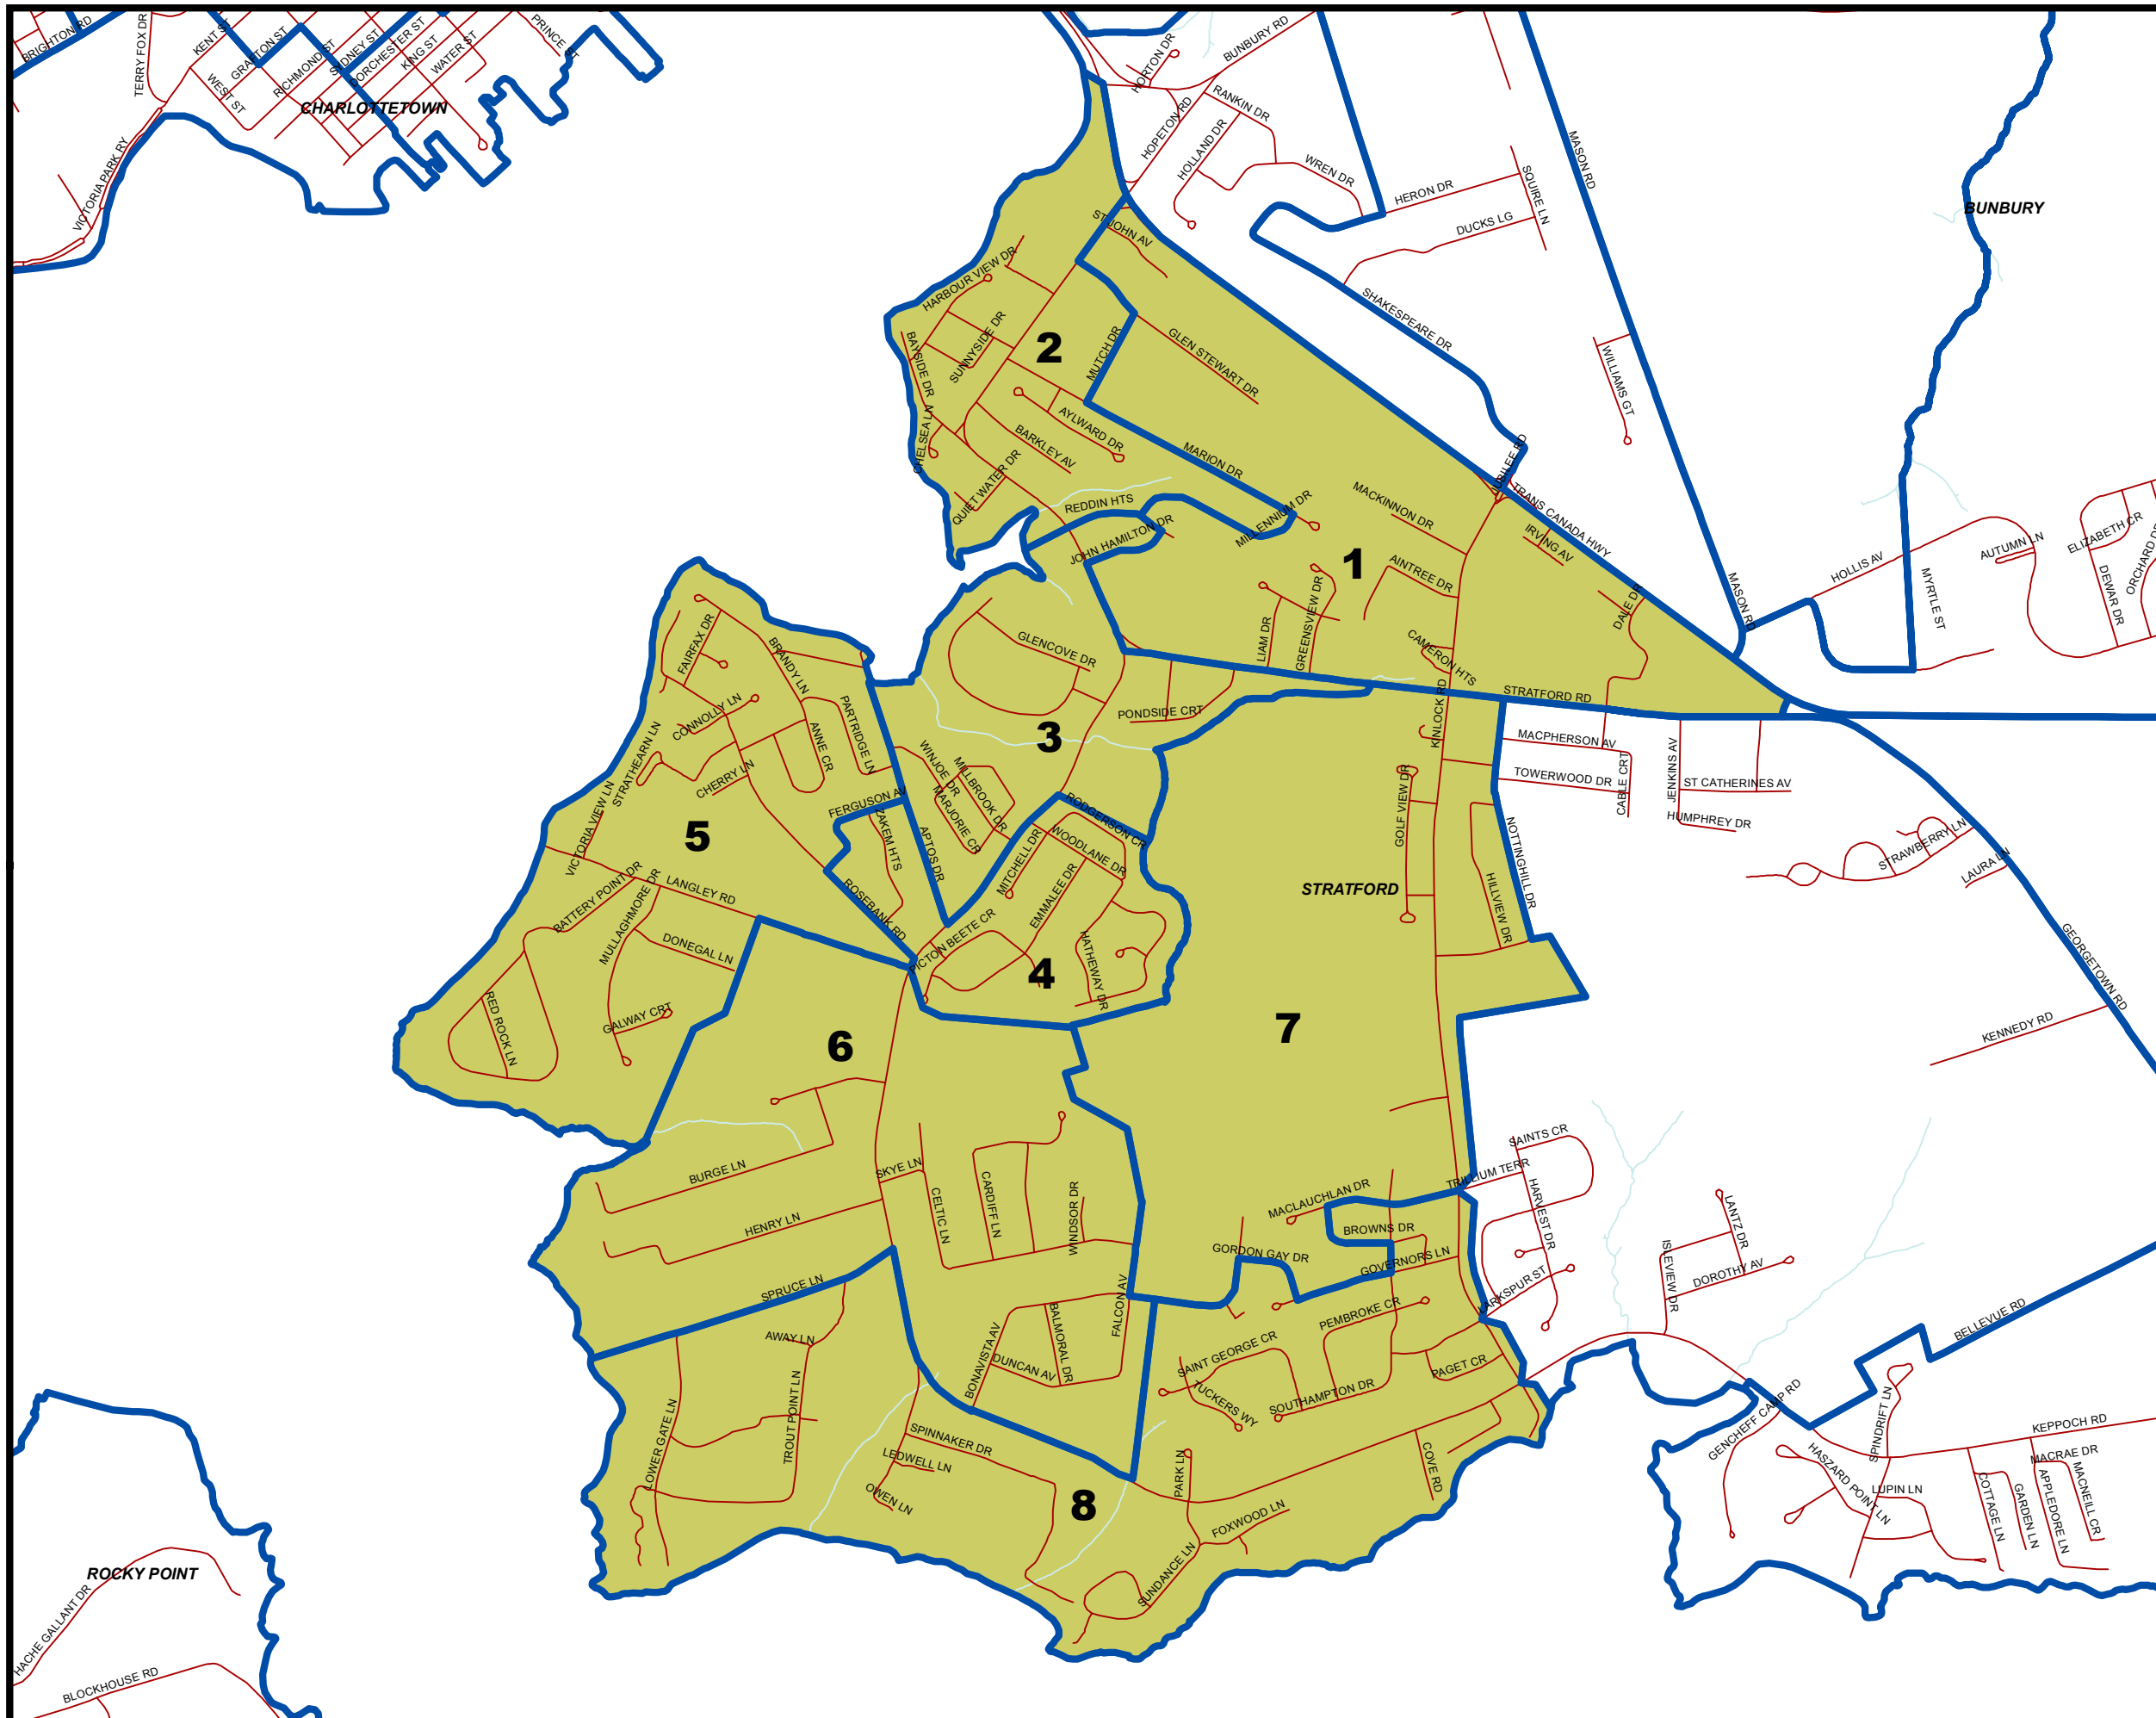 BRIGHTON RD
TERRY FOX DR
KENT ST
GRAFTON ST
WEST ST
RICHMOND ST
SYDNEY ST
DORCHESTER ST
KING ST
WATER ST
PRINCE ST
CHARLOTTETOWN
VICTORIA PARK RY
HORTON DR
BUNBURY RD
HOPETON RD
RANKIN DR
HOLLAND DR
WREN DR
HERON DR
SQUIRE LN
DUCKS LG
MASON RD
BUNBURY
ST JOHN AV
HARBOUR VIEW DR
SUNNYSIDE DR
BAYSIDE DR
CHELSEA LN
2
MUTCH DR
GLEN STEWART DR
SHAKESPEARE DR
WILLIAMS GT
AYLWARD DR
BARKLEY AV
QUIET WATER DR
MARION DR
REDDIN HTS
JOHN HAMILTON DR
MILLENNIUM DR
MACKINNON DR
JUBILEE RD
TRANS CANADA HWY
IRVING AV
1
AINTREE DR
LIAM DR
GREENSVIEW DR
CAMERON HTS
DALE DR
MASON RD
HOLLIS AV
AUTUMN LN
MYRTLE ST
ELIZABETH CR
DEWAR DR
ORCHARD DR
STRATFORD RD
KINLOCK RD
GLENCOVE DR
PONDSIDE CRT
3
FAIRFAX DR
BRANDY LN
CONNOLLY LN
PARTRIDGE LN
ANNE CR
STRATHEARN LN
CHERRY LN
VICTORIA VIEW LN
5
WINJOE DR
MILLBROOK DR
MARJORIE CR
FERGUSON AV
ZAKEM HTS
APTOS DR
ROSEBANK RD
RODGERSON CR
MITCHELL DR
WOODLANE DR
EMMALEE DR
PICTON BEETE CR
HATHEWAY DR
4
MACPHERSON AV
TOWERWOOD DR
CABLE CRT
JENKINS AV
ST CATHERINES AV
HUMPHREY DR
GOLF VIEW DR
NOTTINGHILL DR
HILLVIEW DR
STRATFORD
STRAWBERRY LN
LAURA LN
GEORGETOWN RD
KENNEDY RD
7
BATTERY POINT DR
LANGLEY RD
MULLAGHMORE DR
DONEGAL LN
RED ROCK LN
GALWAY CRT
6
BURGE LN
SKYE LN
HENRY LN
CELTIC LN
CARDIFF LN
WINDSOR DR
SPRUCE LN
MACLAUCHLAN DR
TRILLIUM TERR
SAINTS CR
HARVEST DR
BROWNS DR
GORDON GAY DR
GOVERNORS LN
LARKSPUR ST
LANTZ DR
ISLEVIEW DR
DOROTHY AV
BELLEVUE RD
AWAY LN
TROUT POINT LN
LOWER GATE LN
BONAVISTA AV
BALMORAL DR
DUNCAN AV
FALCON AV
PEMBROKE CR
SAINT GEORGE CR
TUCKERS WY
SOUTHAMPTON DR
PAGET CR
SPINNAKER DR
LEDWELL LN
OWEN LN
8
PARK LN
FOXWOOD LN
SUNDANCE LN
COVE RD
GENCHEFF CAMP RD
SPINDRIFT LN
HASZARD POINT LN
LUPIN LN
KEPPOCH RD
MACRAE DR
COTTAGE LN
GARDEN LN
APPLEDORE LN
MACNEILL CR
ROCKY POINT
HACHE GALLANT DR
BLOCKHOUSE RD